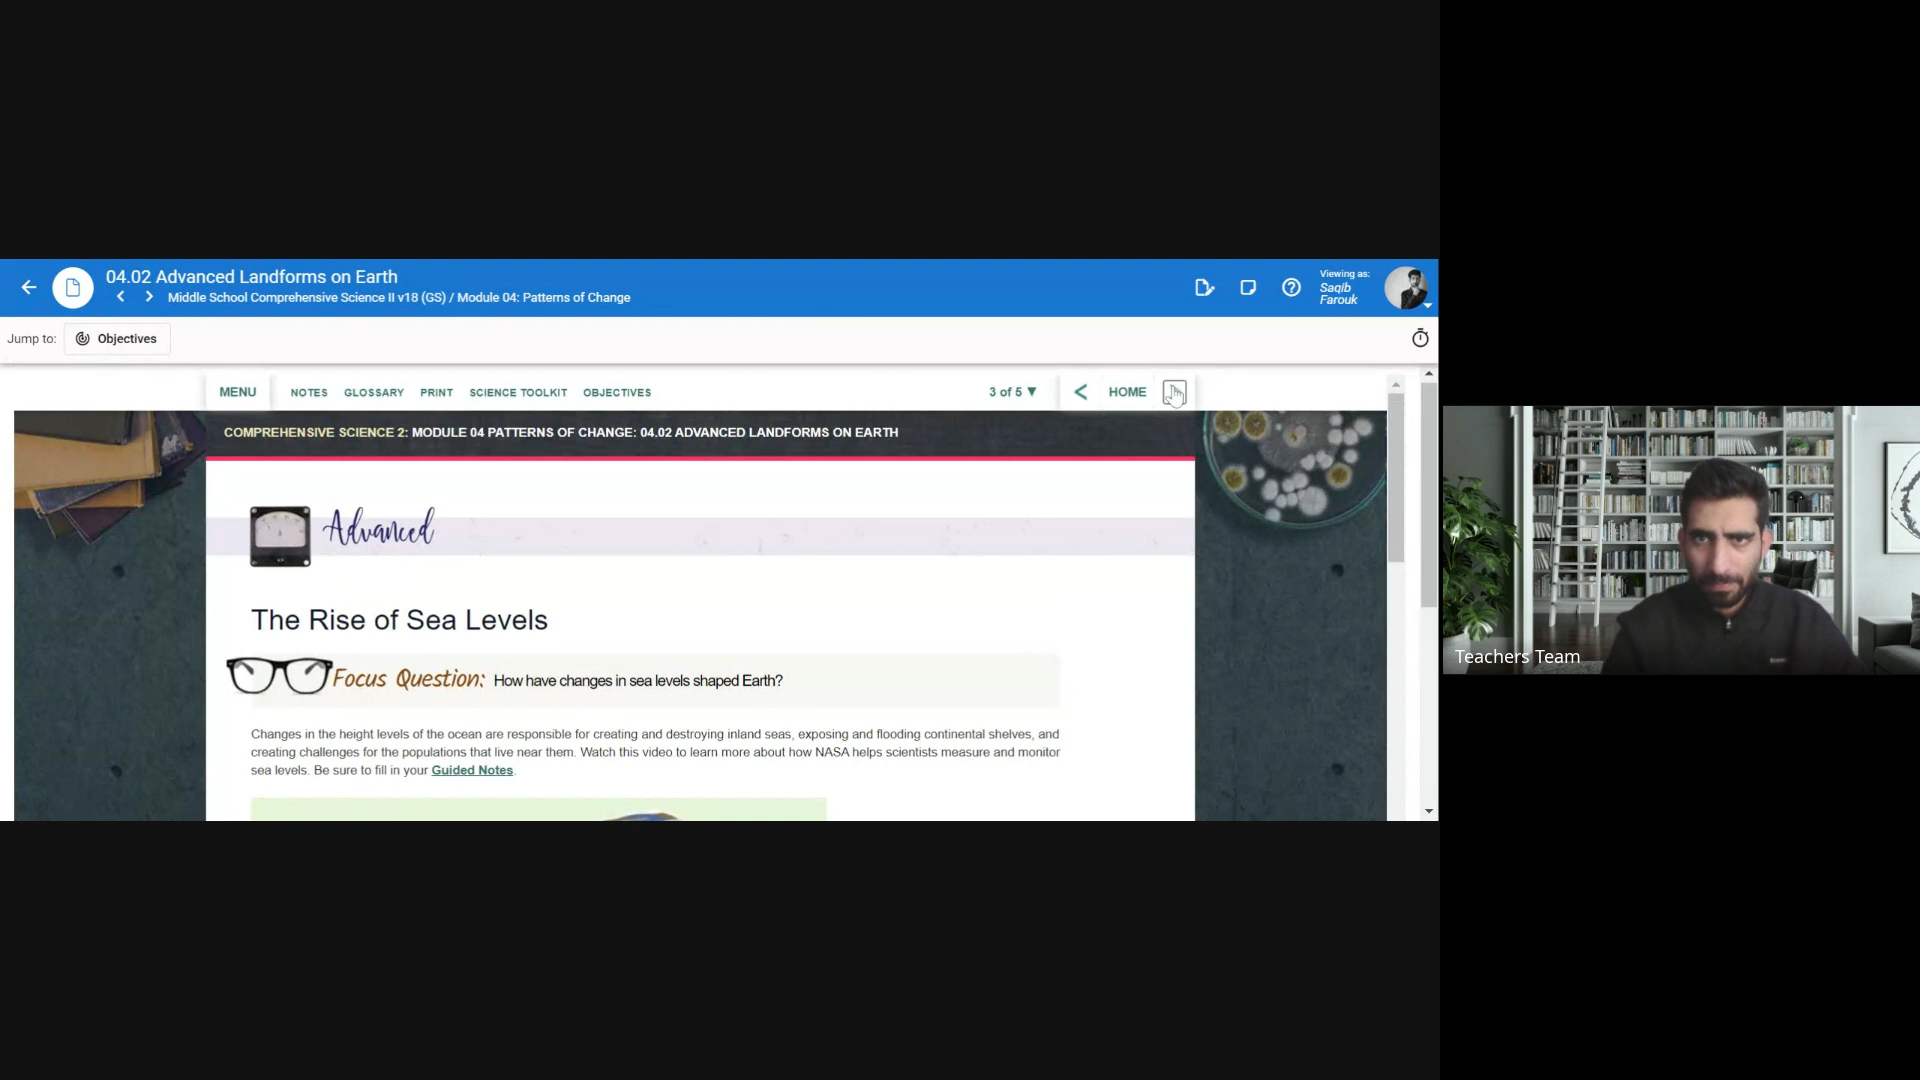 04.02 Advanced Landforms on Earth
Middle School Comprehensive Science II v18 (GS) / Module 04: Patterns of Change
Viewing as:
Saqib
Farouk
Jump to:
Objectives
MENU
NOTES
GLOSSARY
PRINT
SCIENCE TOOLKIT
OBJECTIVES
3 of 5 ▼
<
HOME
COMPREHENSIVE SCIENCE 2: MODULE 04 PATTERNS OF CHANGE: 04.02 ADVANCED LANDFORMS ON EARTH
Advanced
The Rise of Sea Levels
Focus Question: How have changes in sea levels shaped Earth?
Changes in the height levels of the ocean are responsible for creating and destroying inland seas, exposing and flooding continental shelves, and
creating challenges for the populations that live near them. Watch this video to learn more about how NASA helps scientists measure and monitor
sea levels. Be sure to fill in your Guided Notes.
Teachers Team